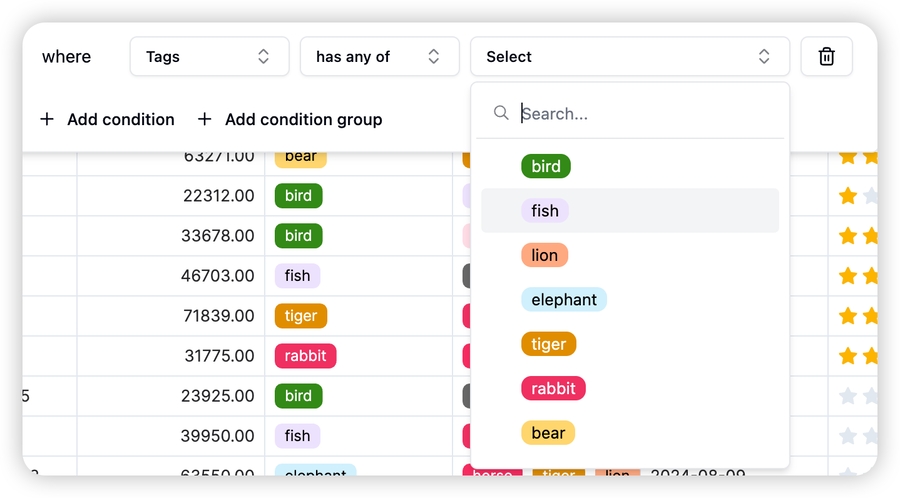 where Tags has any of Select
+ Add condition + Add condition group
Search...
bird
fish
lion
elephant
tiger
rabbit
bear
63271.00 bear
22312.00 bird
33678.00 bird
46703.00 fish
71839.00 tiger
31775.00 rabbit
5 23925.00 bird
39950.00 fish
63550.00 elephant horse tiger lion 2024-08-09